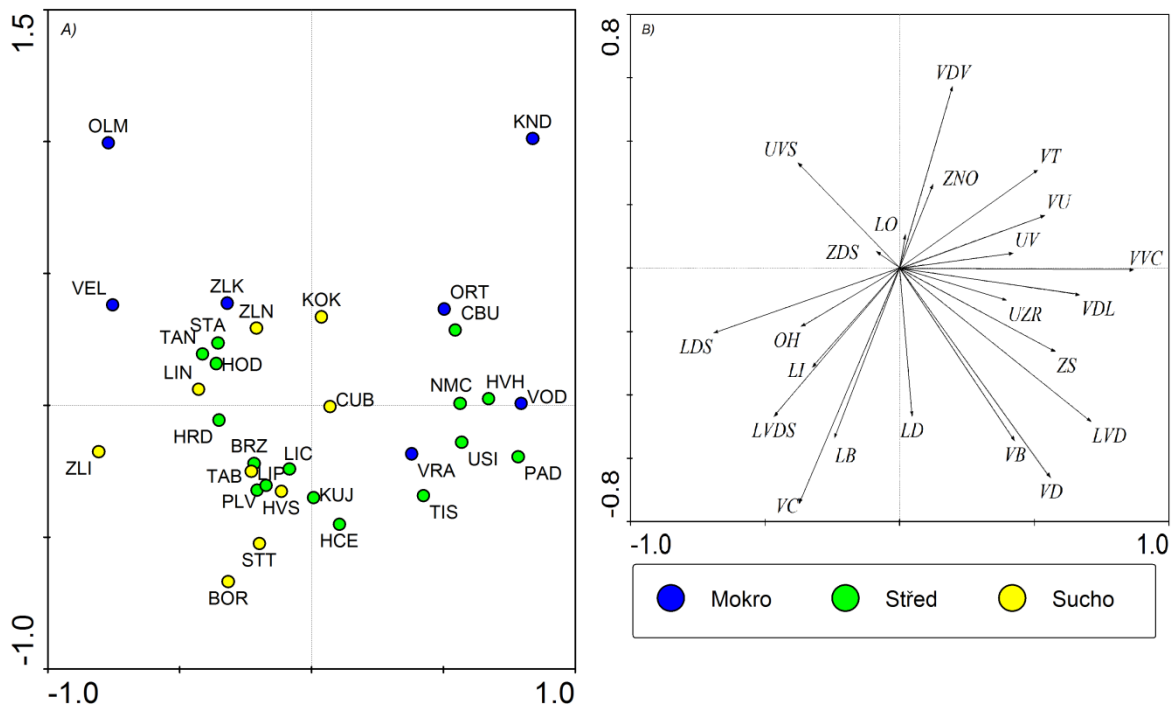 1.5
A)
OLM
KND
VEL
ZLK
ZLN
KOK
ORT
CBU
STA
TAN
HOD
LIN
CUB
NMC
HVH
VOD
HRD
ZLI
BRZ
LIC
TAB
LIP
PLV
HVS
KUJ
VRA
USI
PAD
TIS
HCE
STT
BOR
-1.0
-1.0
1.0
0.8
B)
VDV
UVS
ZNO
VT
VU
LO
UV
ZDS
VVC
VDL
UZR
LDS
OH
ZS
LI
LVDS
LD
LVD
LB
VB
VD
VC
-0.8
-1.0
1.0
Mokro
Střed
Sucho